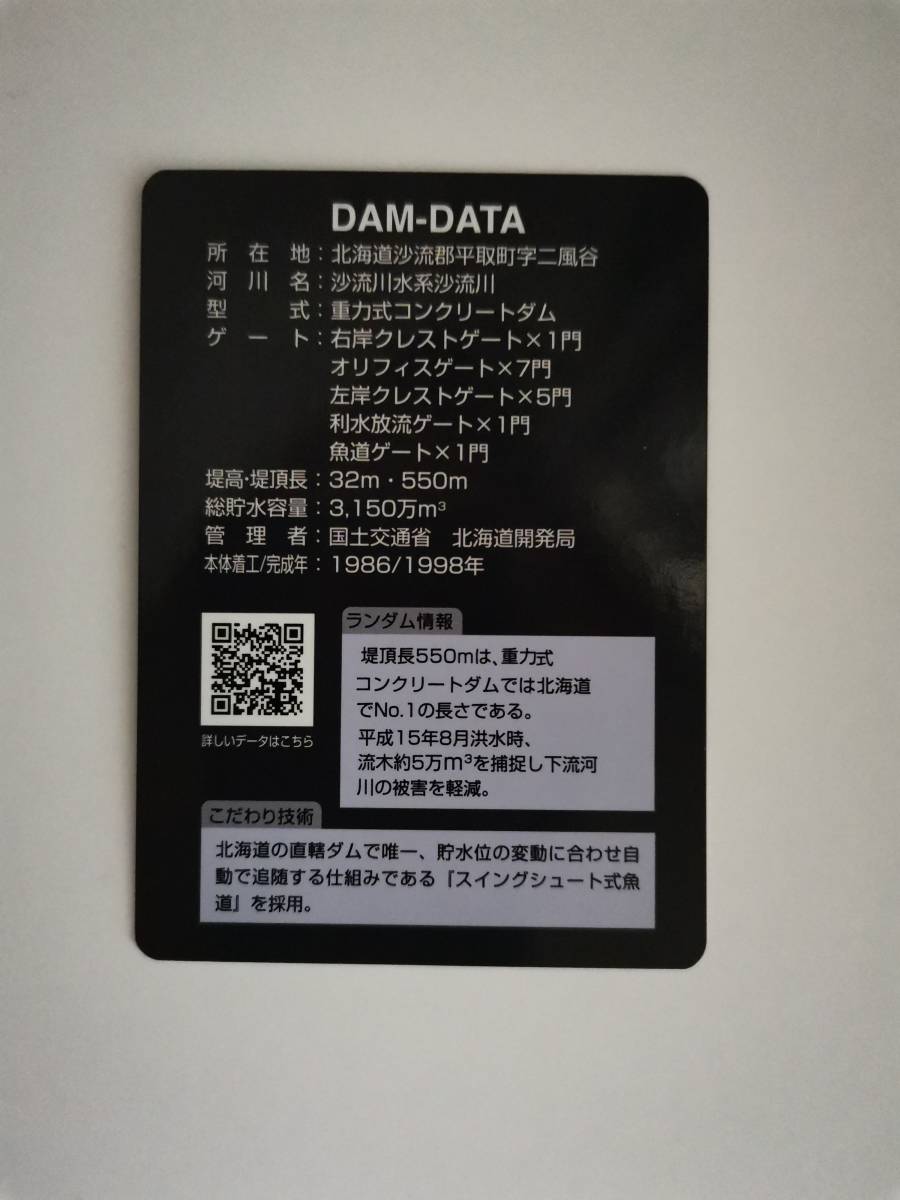 DAM-DATA
所在地：北海道沙流郡平取町字二風谷
河川名：沙流川水系沙流川
型式：重力式コンクリートダム
ゲート：右岸クレストゲート×1門
オリフィスゲート×7門
左岸クレストゲート×5門
利水放流ゲート×1門
魚道ゲート×1門
堤高・堤頂長：32m・550m
総貯水容量：3,150万m³
管理者：国土交通省　北海道開発局
本体着工/完成年：1986/1998年
ランダム情報
堤頂長550mは、重力式
コンクリートダムでは北海道
でNo.1の長さである。
平成15年8月洪水時、
流木約5万m³を捕捉し下流河
川の被害を軽減。
詳しいデータはこちら
こだわり技術
北海道の直轄ダムで唯一、貯水位の変動に合わせ自
動で追随する仕組みである『スイングシュート式魚
道』を採用。